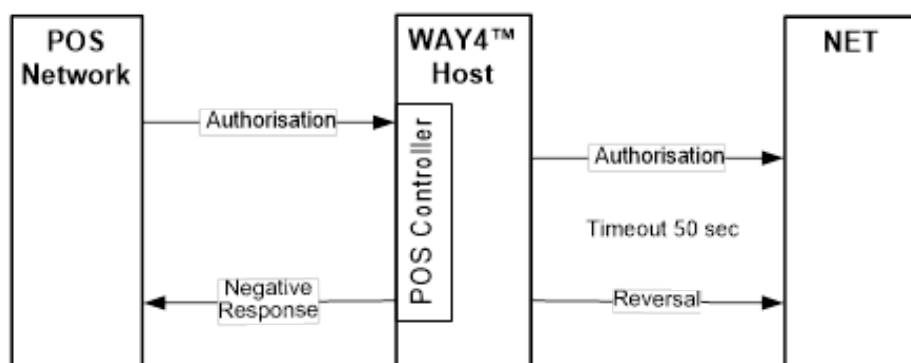 POS
Network
WAY4™
Host
NET
Authorisation
POS Controller
Authorisation
Timeout 50 sec
Negative
Response
Reversal